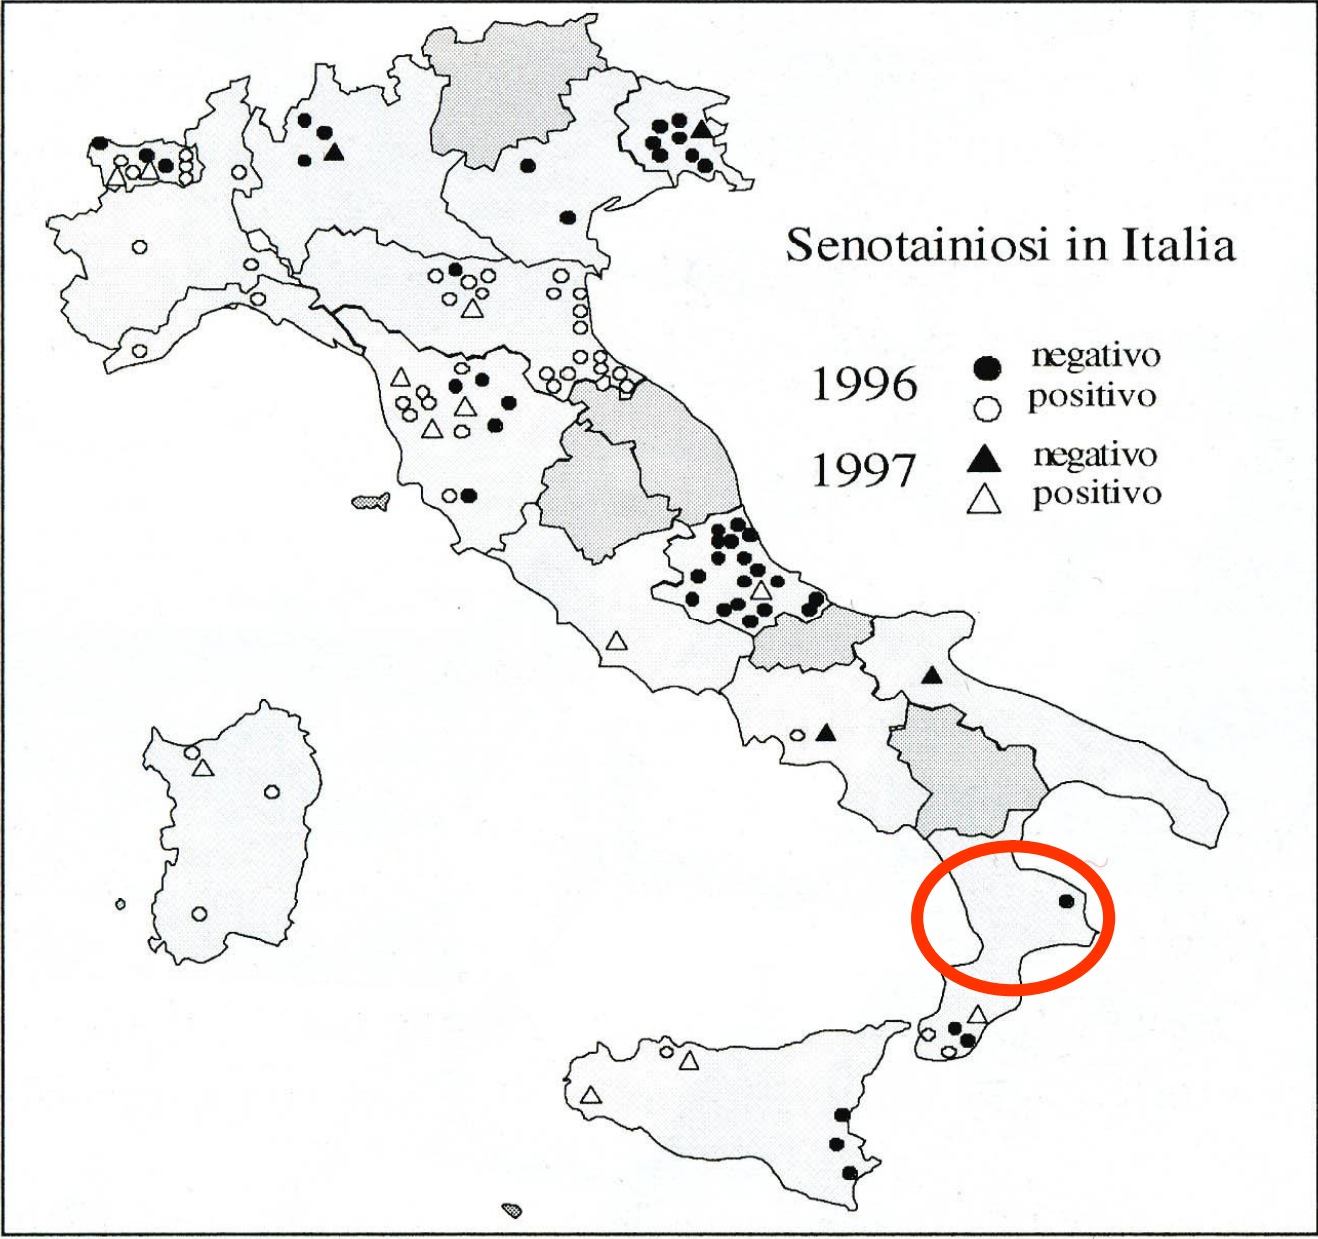 Senotainiosi in Italia
1996
negativo
positivo
1997
negativo
positivo